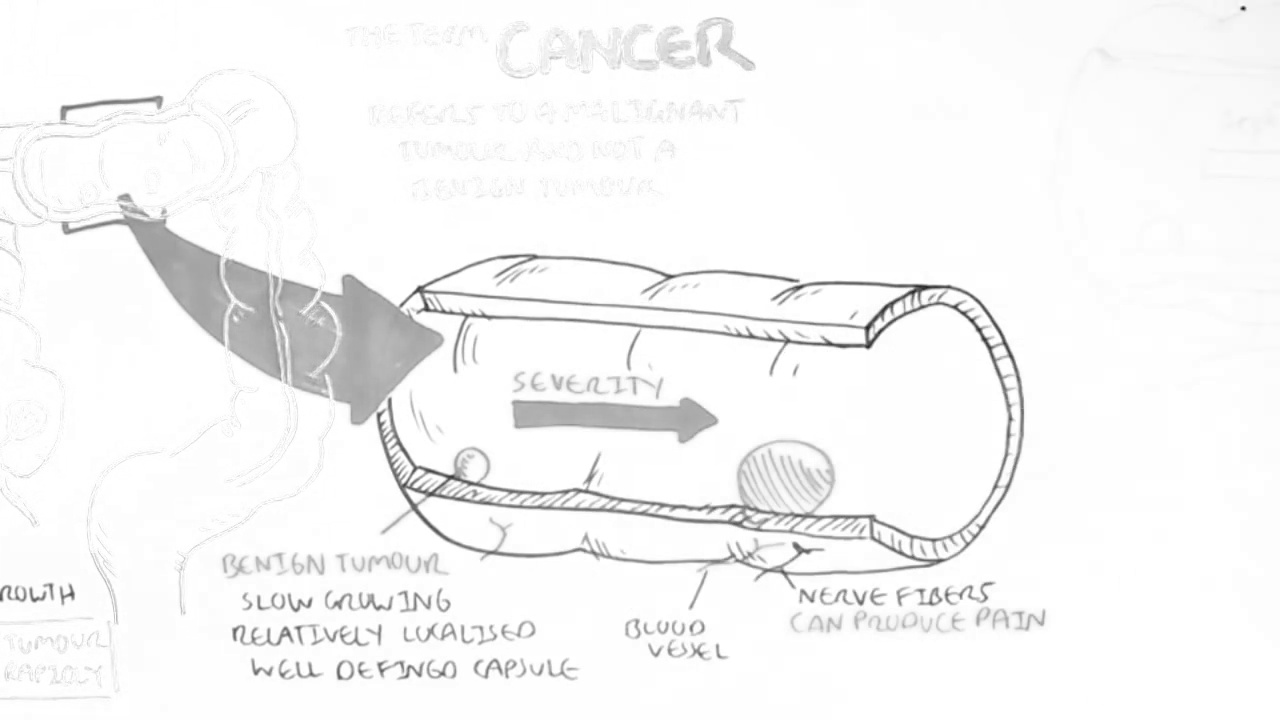 THE TERM CANCER
REFERS TO A MALIGNANT
TUMOUR AND NOT A
BENIGN TUMOUR
SEVERITY
BENIGN TUMOUR
SLOW GROWING
RELATIVELY LOCALISED
WELL DEFINGD CAPSULE
BLOOD
VESSEL
NERVE FIBERS
CAN PRODUCE PAIN
ROWTH
TUMOUR
RAPIDLY